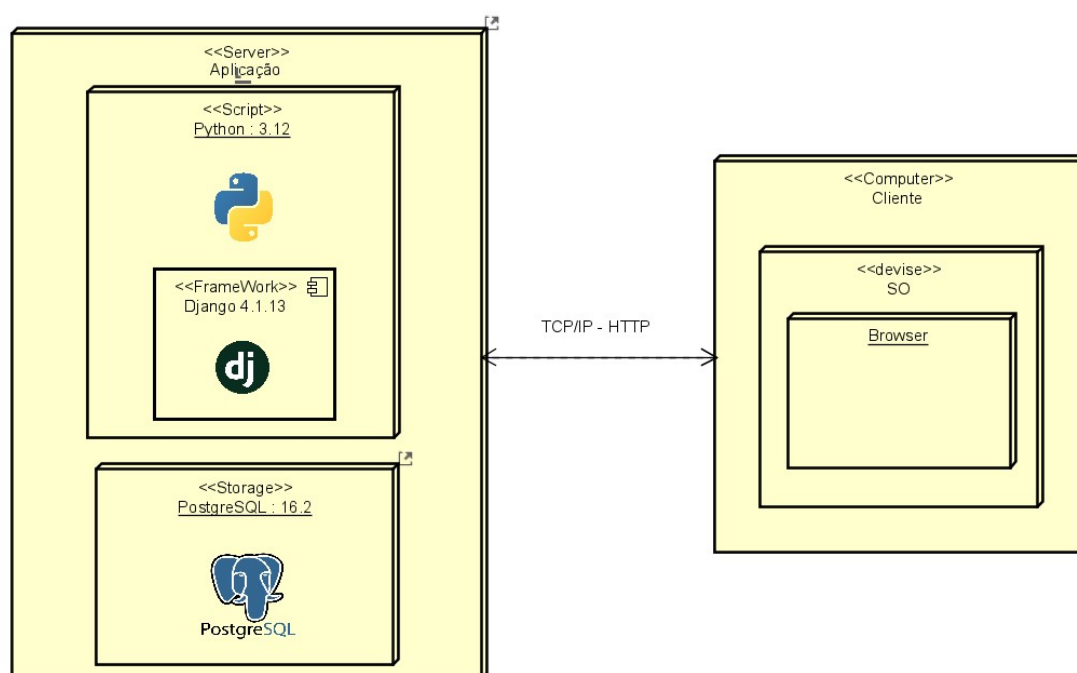 <<Server>>
Aplicação
<<Script>>
Python : 3.12
<<FrameWork>>
Django 4.1.13
dj
<<Storage>>
PostgreSQL : 16.2
PostgreSQL
TCP/IP - HTTP
<<Computer>>
Cliente
<<devise>>
SO
Browser